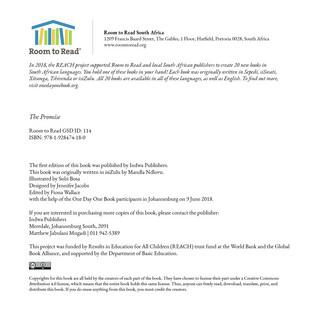 Room to Read®
Room to Read South Africa
1209 Francis Baard Street, The Gables, 1 Floor, Hatfield, Pretoria 0028, South Africa
www.roomtoread.org
In 2018, the REACH project supported Room to Read and local South African publishers to create 20 new books in
South African languages. You hold one of these books in your hand! Each book was originally written in Sepedi, isiSwati,
Xitsonga, Tshivenda or isiZulu. All 20 books are available in all of these languages, as well as English. To find out more,
visit onedayonebook.org.
The Promise
Room to Read GSD ID: 114
ISBN: 978-1-928474-18-0
The first edition of this book was published by Indwa Publishers.
This book was originally written in isiZulu by Manella Ndlovu.
Illustrated by Subi Bosa
Designed by Jennifer Jacobs
Edited by Fiona Wallace
with the help of the One Day One Book participants in Johannesburg on 9 June 2018.
If you are interested in purchasing more copies of this book, please contact the publisher:
Indwa Publishers
Mondale, Johannesburg South, 2091
Matthew Jabulani Mugadi | 011 942-5389
This project was funded by Results in Education for All Children (REACH) trust fund at the World Bank and the Global
Book Alliance, and supported by the Department of Basic Education.
Copyrights for this book are all held by the creators of each part of the book. They have chosen to license their part under a Creative Commons
Attribution 4.0 license, which means that the entire book holds this same license. Thus, anyone can freely read, download, translate, print, and
distribute this book. If you do reuse anything from this book, you must credit the creators.